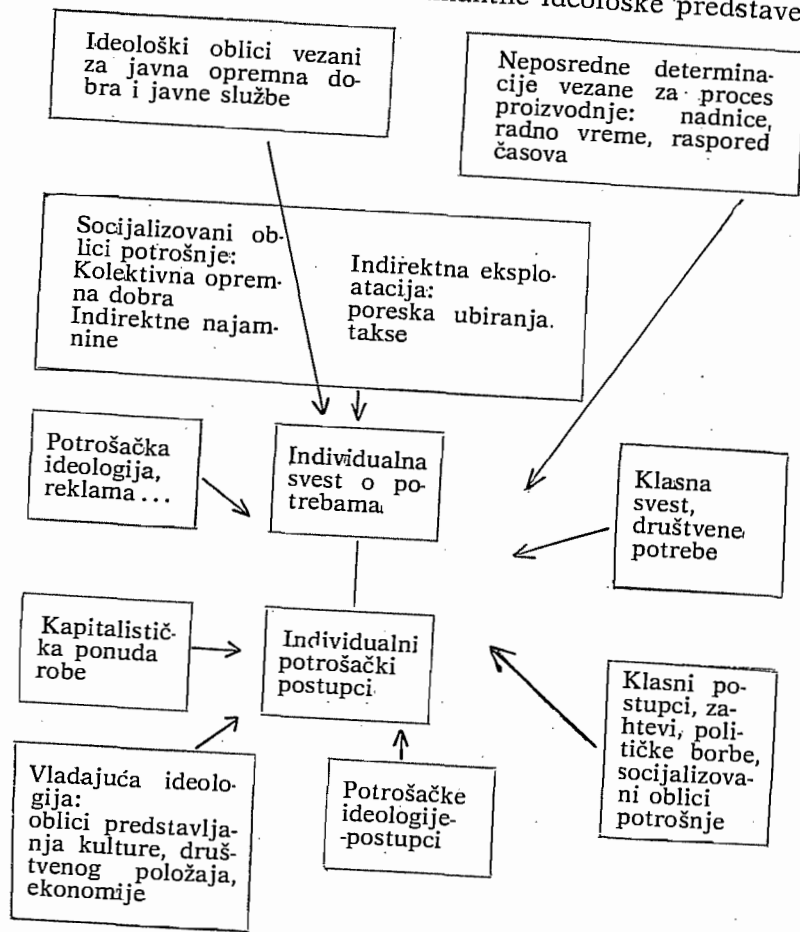 ideološke predstave
Ideološki oblici vezani
za javna opremna do-
bra i javne službe
Neposredne determina-
cije vezane za proces
proizvodnje: nadnice,
radno vreme, raspored
časova
Socijalizovani ob-
lici potrošnje:
Kolektivna oprem-
na dobra
Indirektne najam-
nine
Indirektna eksplo-
atacija:
poreska ubiranja.
takse
Potrošačka
ideologija,
reklama...
Individualna
svest o po-
trebama
Klasna
svest,
društvene
potrebe
Kapitalistič-
ka ponuda
robe
Individualni
potrošački
postupci
Klasni po-
stupci, za-
htevi, poli-
tičke borbe,
socijalizova-
ni oblici
potrošnje
Vladajuća ideolo-
gija:
oblici predstavlja-
nja kulture, druš-
tvenog položaja,
ekonomije
Potrošačke
ideologije-
-postupci